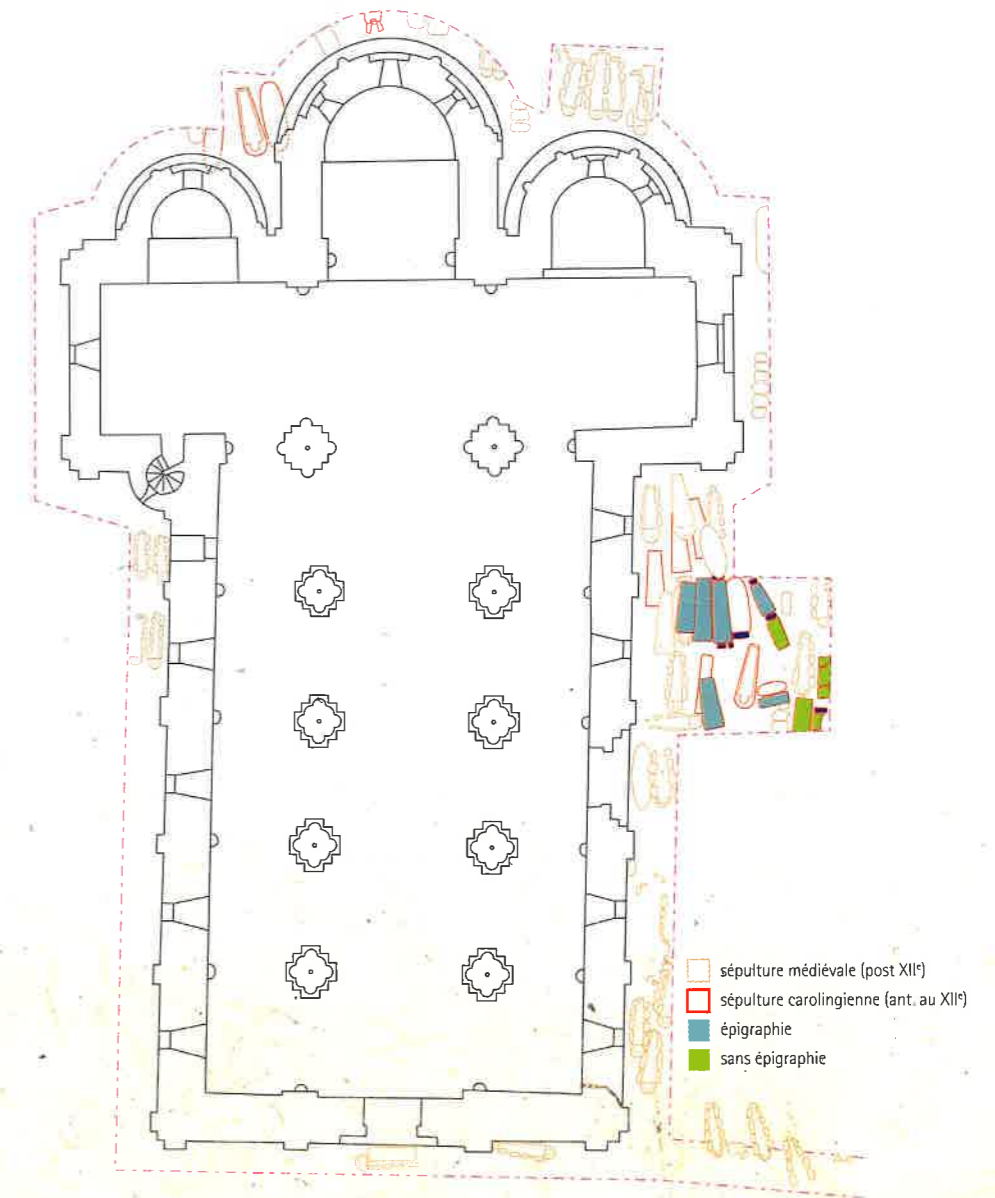 sépulture médiévale (post XIIᵉ)
sépulture carolingienne (ant. au XIIᵉ)
épigraphie
sans épigraphie